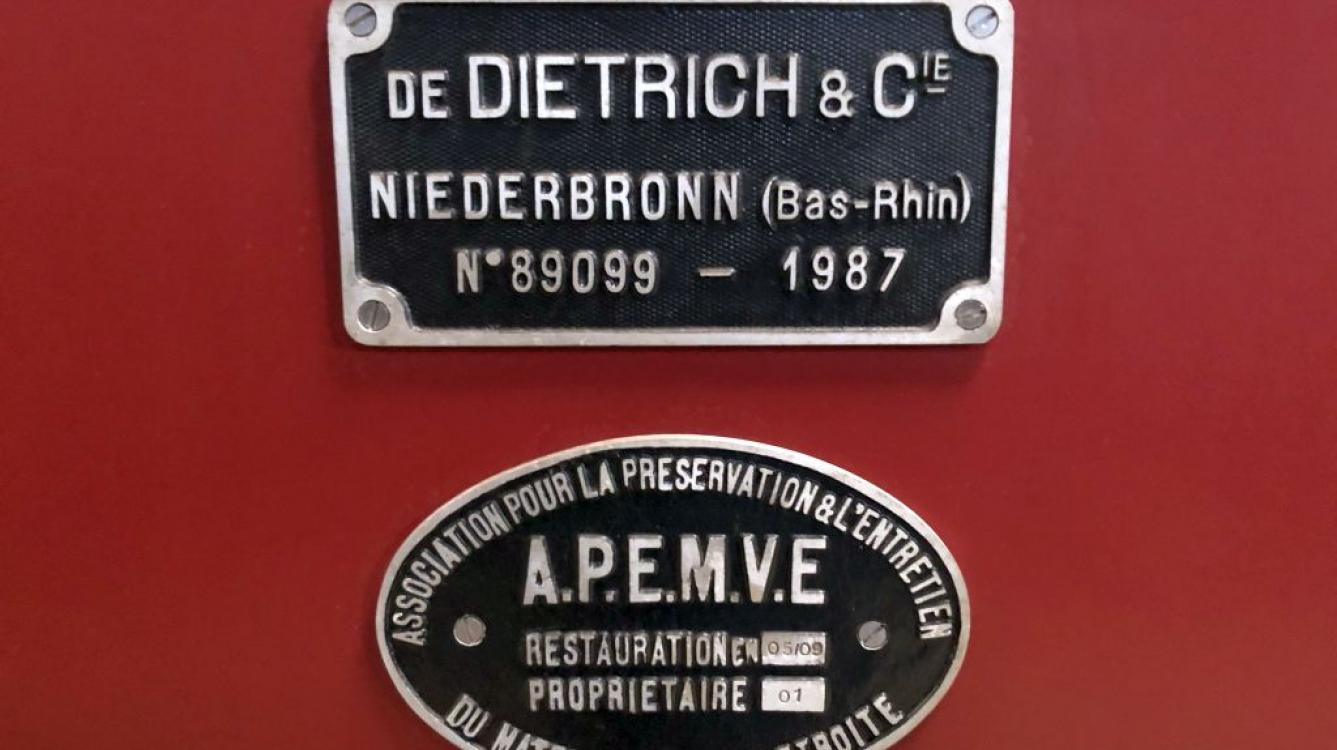 DE DIETRICH & CIE
NIEDERBRONN (Bas-Rhin)
N° 89099 - 1987
ASSOCIATION POUR LA PRESERVATION & L'ENTRETIEN
A.P.E.M.V.E
RESTAURATION EN 05/09
PROPRIETAIRE 01
DU